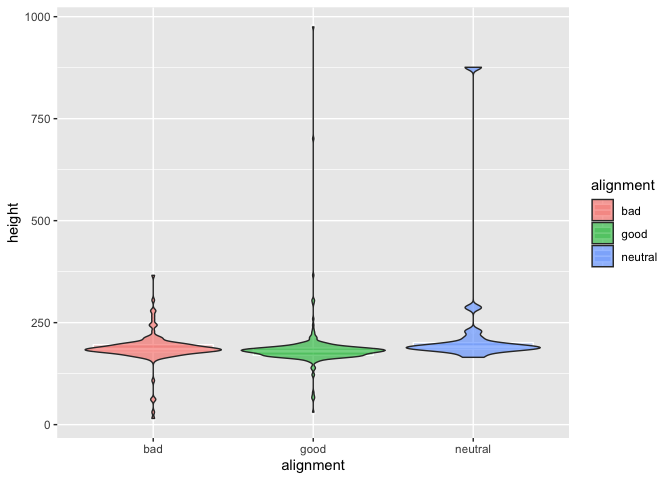 1000
750
500
250
0
height
bad
good
neutral
alignment
alignment
bad
good
neutral